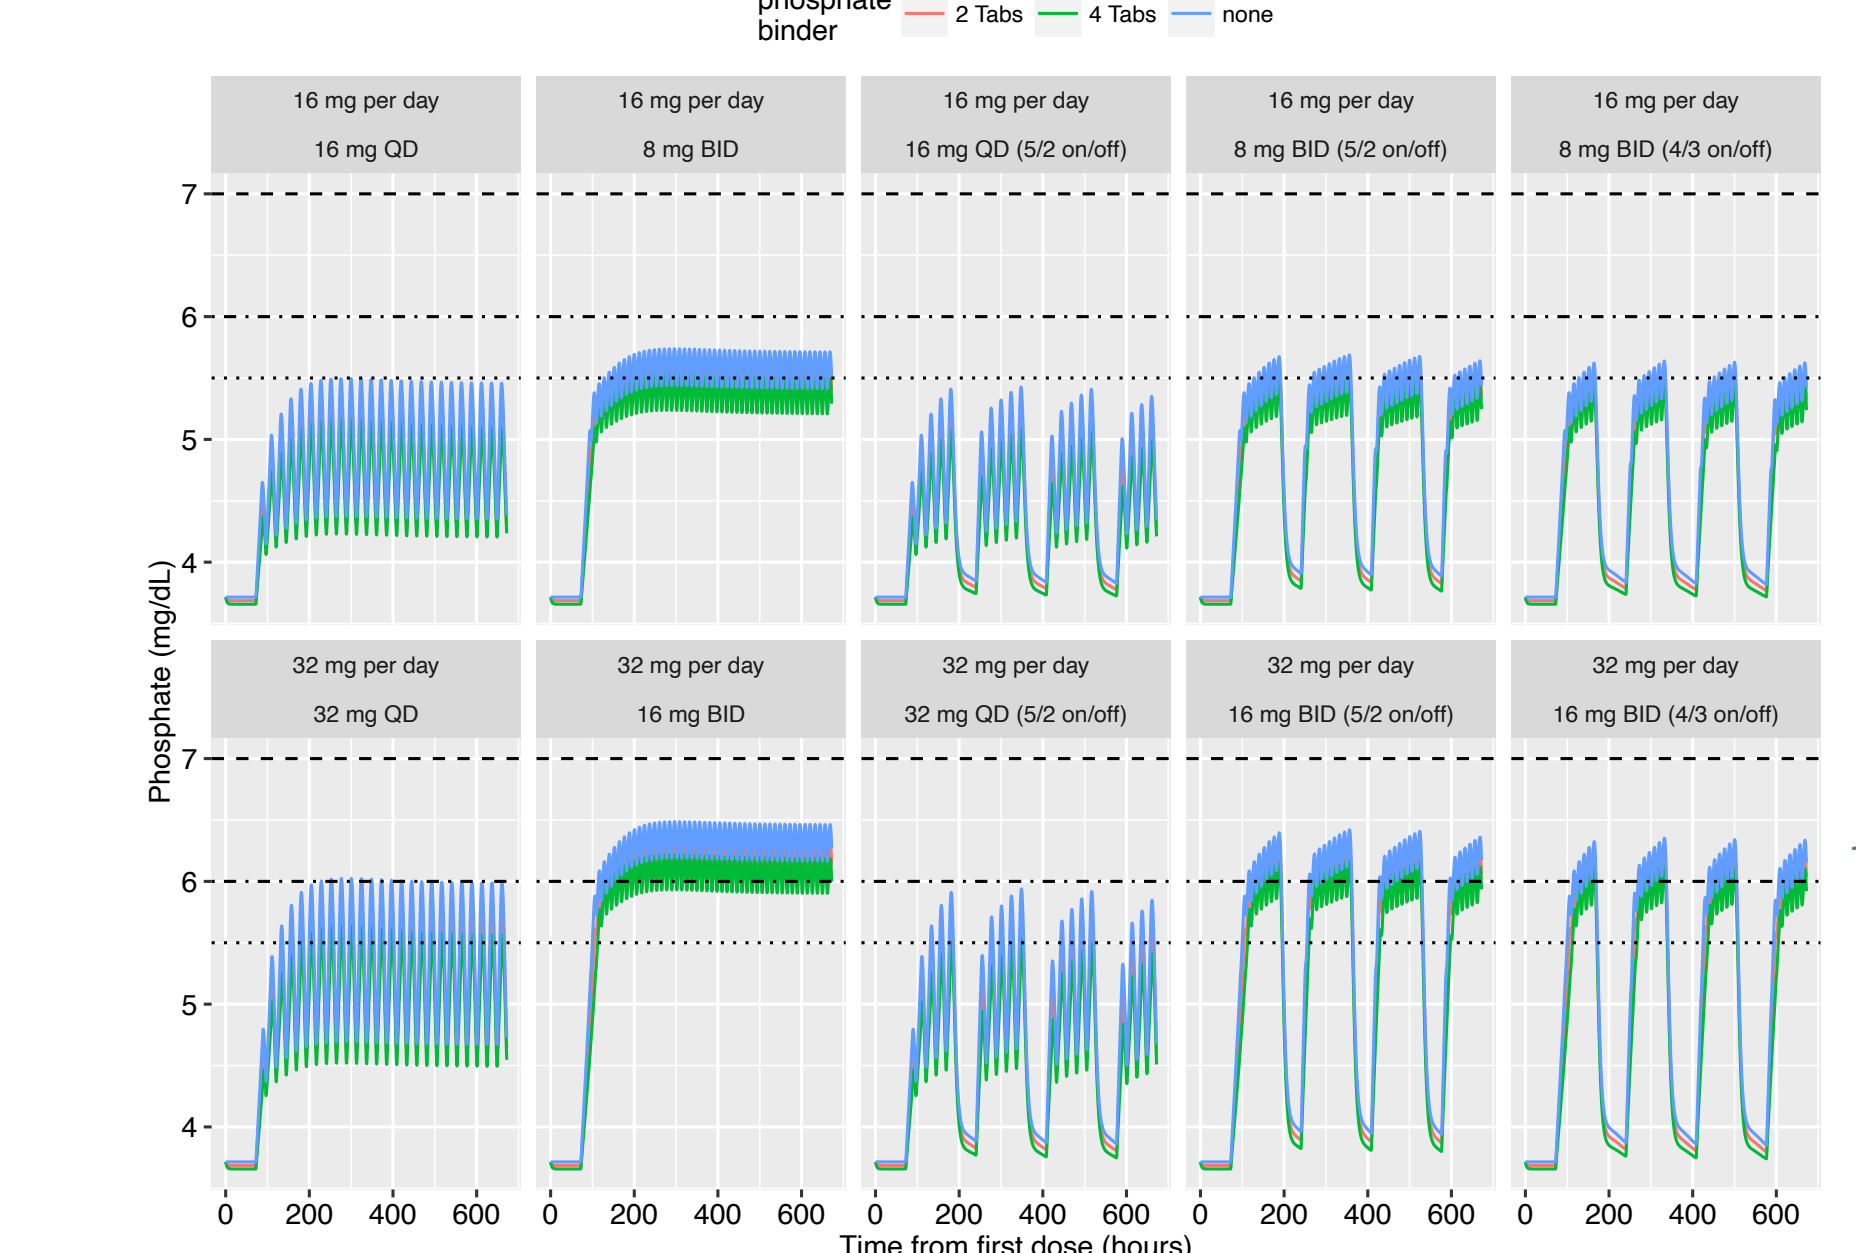 phosphate
binder
2 Tabs
4 Tabs
none
16 mg per day
16 mg QD
16 mg per day
8 mg BID
16 mg per day
16 mg QD (5/2 on/off)
16 mg per day
8 mg BID (5/2 on/off)
16 mg per day
8 mg BID (4/3 on/off)
7
6
5
4
Phosphate (mg/dL)
32 mg per day
32 mg QD
32 mg per day
16 mg BID
32 mg per day
32 mg QD (5/2 on/off)
32 mg per day
16 mg BID (5/2 on/off)
32 mg per day
16 mg BID (4/3 on/off)
7
6
5
4
0 200 400 600
0 200 400 600
0 200 400 600
0 200 400 600
0 200 400 600
Time from first dose (hours)